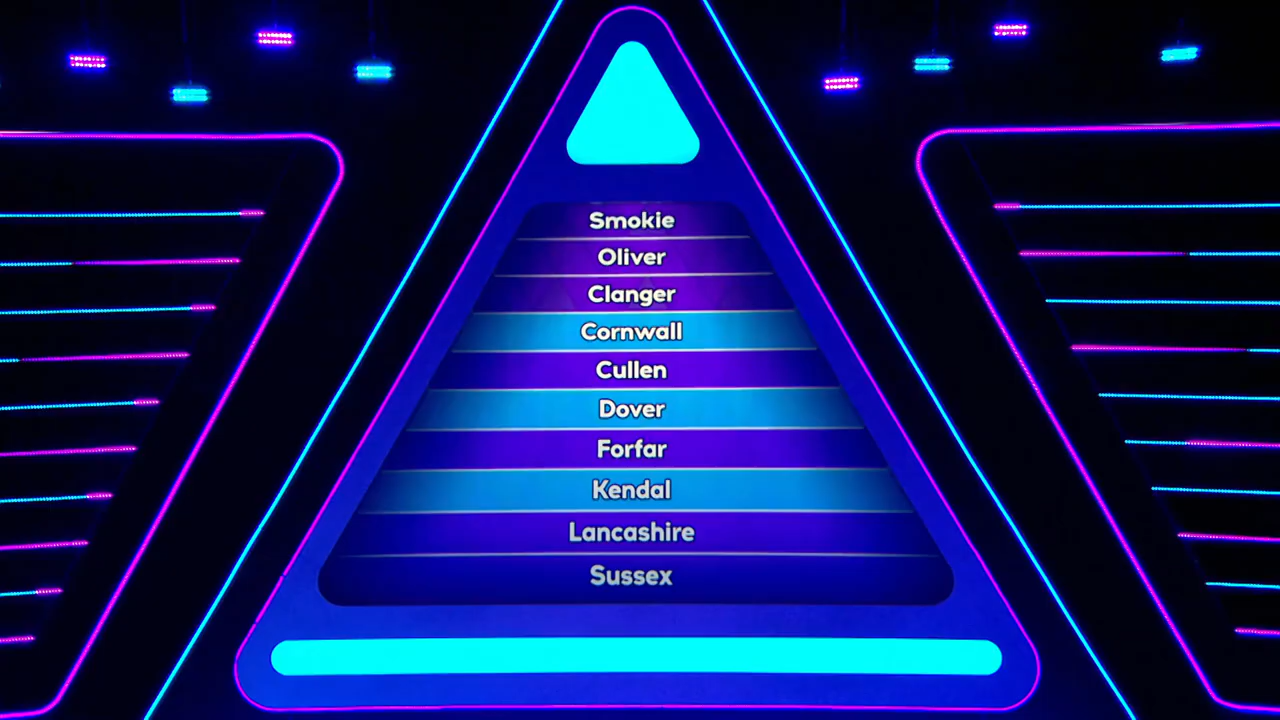 Smokie
Oliver
Clanger
Cornwall
Cullen
Dover
Forfar
Kendal
Lancashire
Sussex